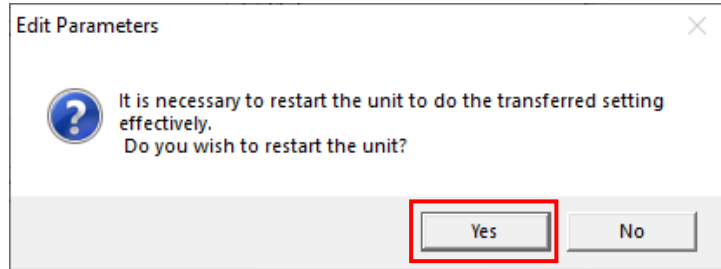 Edit Parameters
It is necessary to restart the unit to do the transferred setting
effectively.
Do you wish to restart the unit?
Yes
No